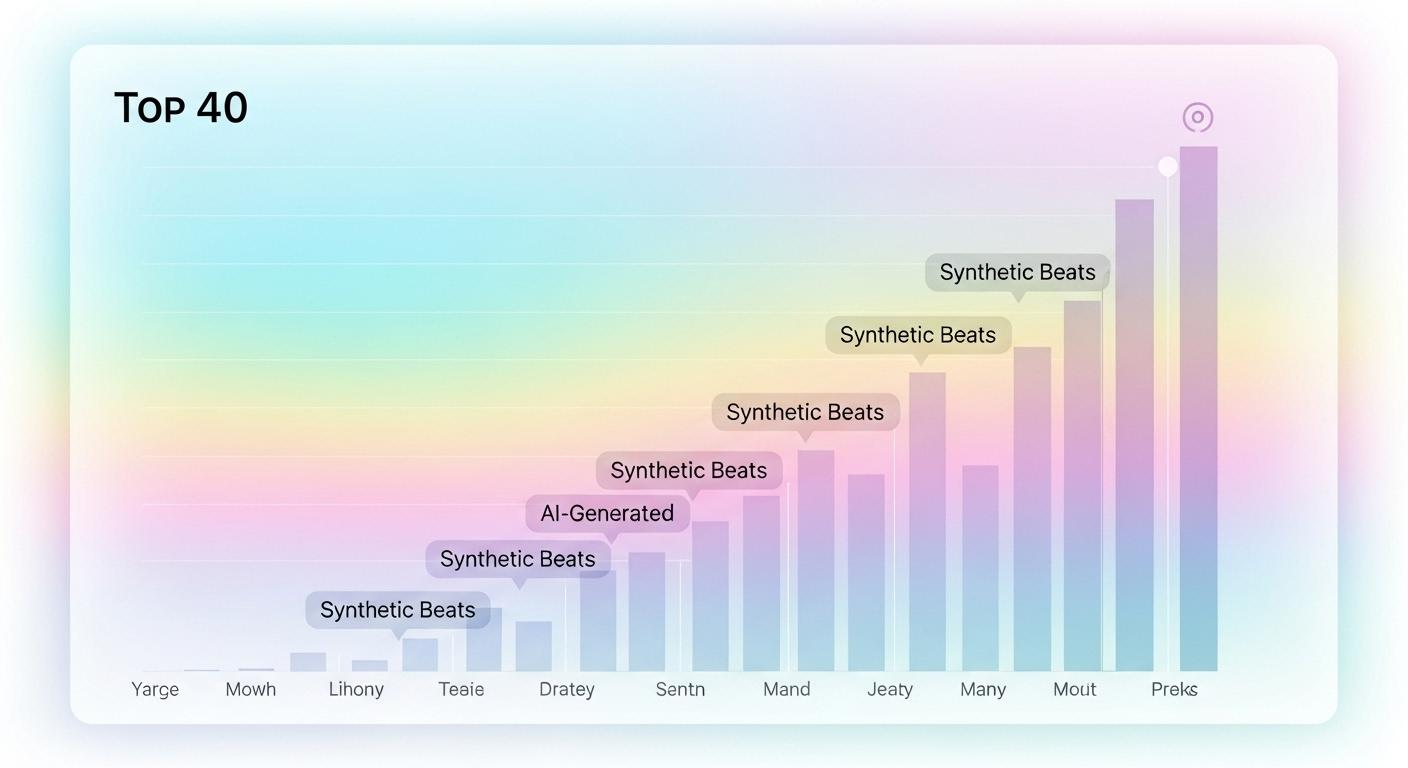 Top 40
Synthetic Beats
Synthetic Beats
Synthetic Beats
Synthetic Beats
AI-Generated
Synthetic Beats
Synthetic Beats
Yarge Mowh Lihony Teeie Dratey Sentn Mand Jeaty Many Mout Preks